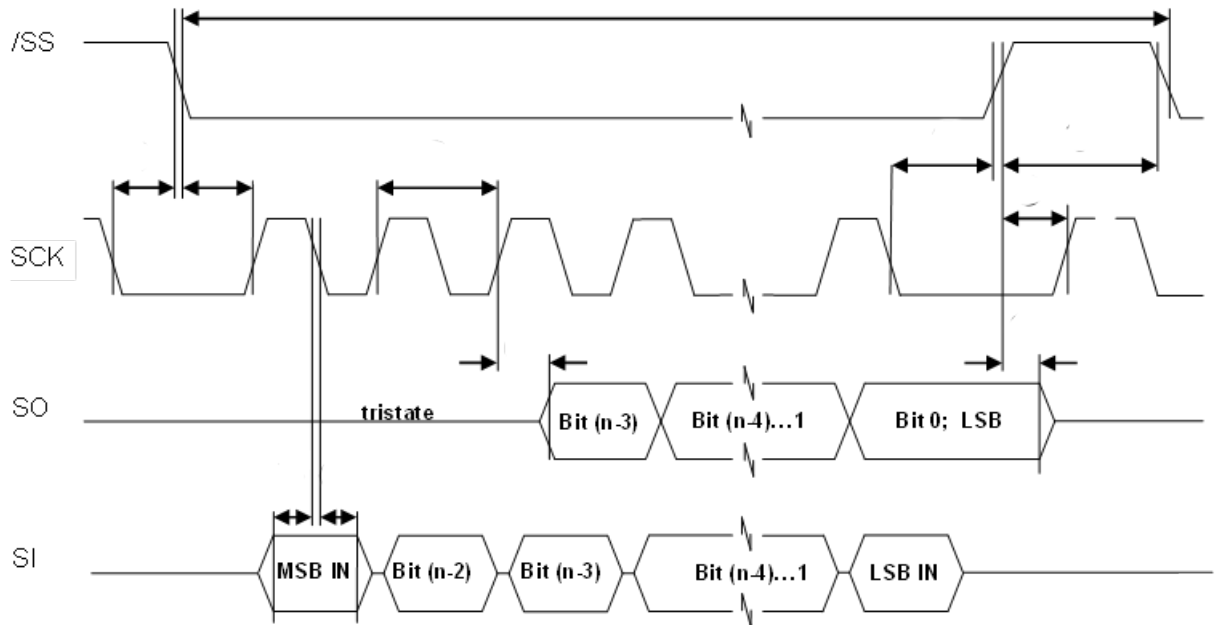 /SS
SCK
SO
tristate
Bit (n-3)
Bit (n-4)...1
Bit 0; LSB
SI
MSB IN
Bit (n-2)
Bit (n-3)
Bit (n-4)...1
LSB IN